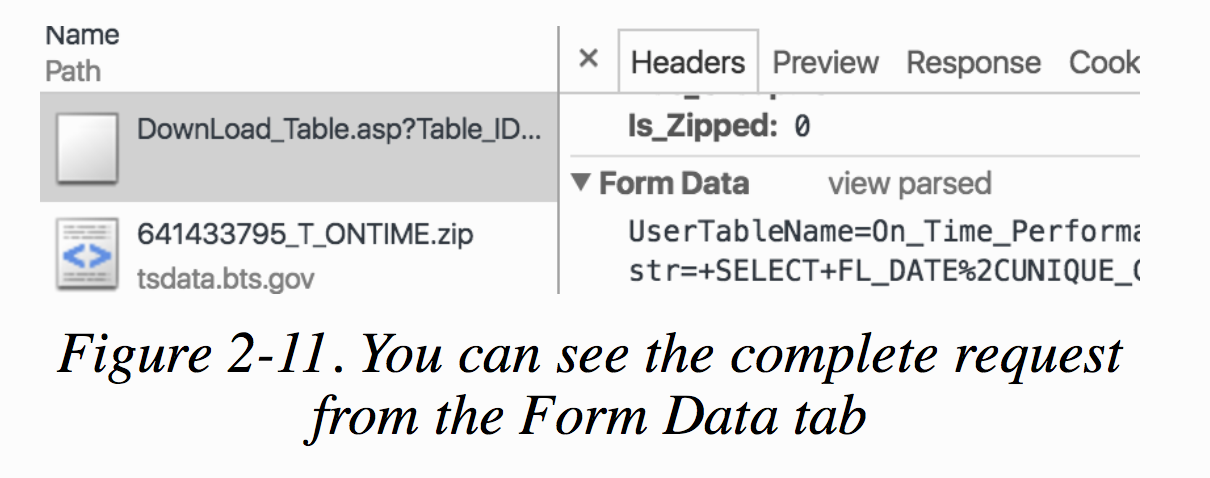 Name
Path
DownLoad_Table.asp?Table_ID...
641433795_T_ONTIME.zip
tsdata.bts.gov
× Headers Preview Response Cook
Is_Zipped: 0
▼ Form Data view parsed
UserTableName=On_Time_Performa
str=+SELECT+FL_DATE%2CUNIQUE_
Figure 2-11. You can see the complete request
from the Form Data tab